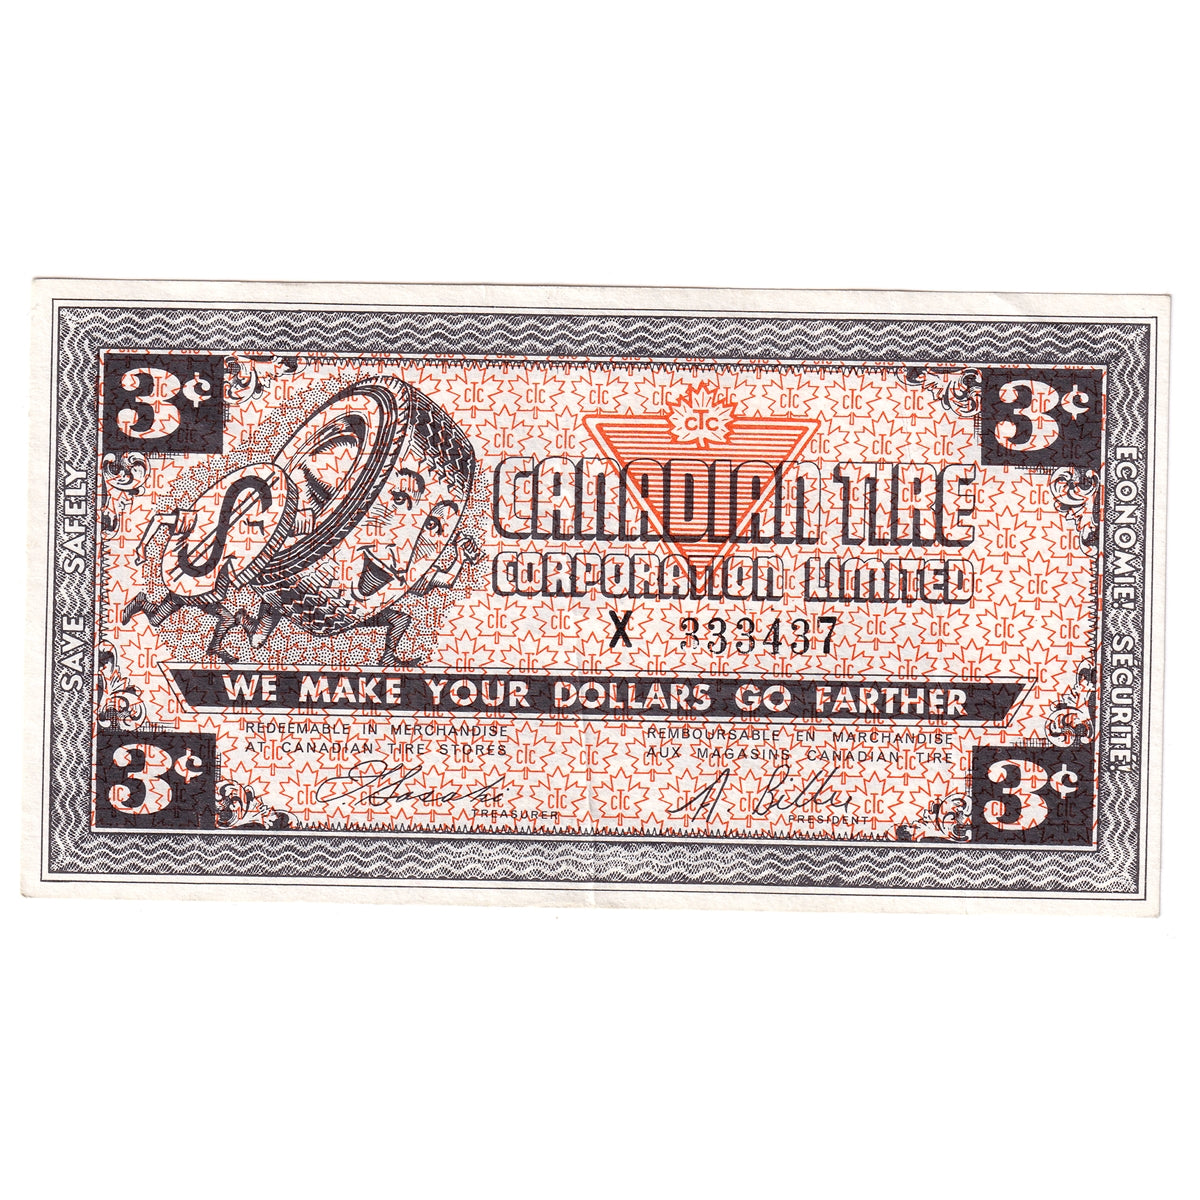 3¢
3¢
$
CTC
CANADIAN TIRE
CORPORATION LIMITED
X 333437
SAVE SAFELY
ECONOMIE! SÉCURITÉ!
WE MAKE YOUR DOLLARS GO FARTHER
REDEEMABLE IN MERCHANDISE
AT CANADIAN TIRE STORES
REMBOURSABLE EN MARCHANDISE
AUX MAGASINS CANADIAN TIRE
TREASURER
PRESIDENT
3¢
3¢